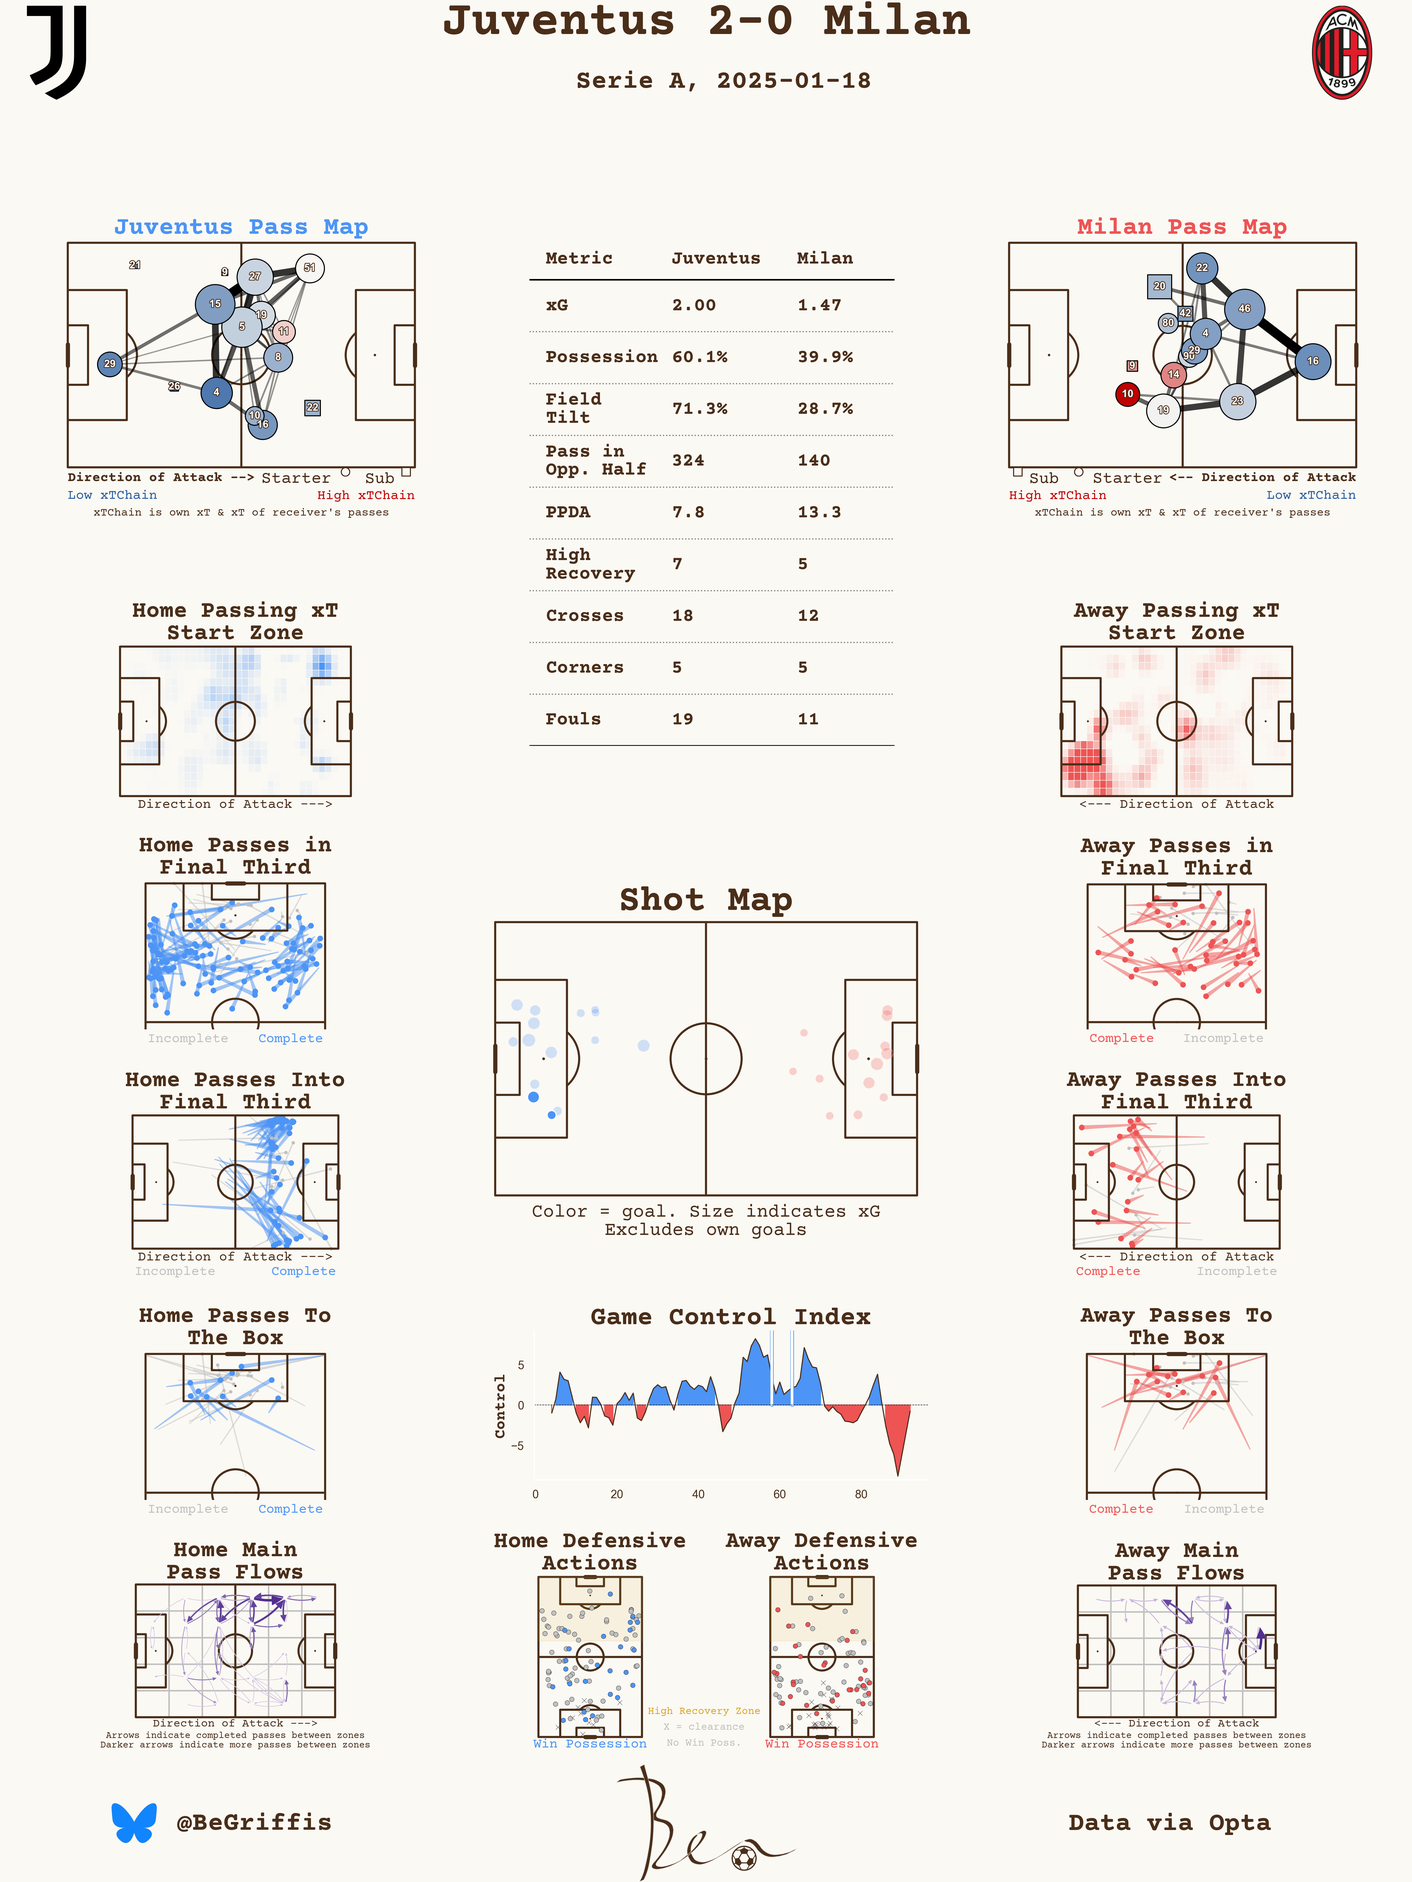 Juventus 2-0 Milan
Serie A, 2025-01-18
ACM
1899
Juventus Pass Map
21
9
27
51
15
19
5
11
8
29
26
4
10
16
22
Direction of Attack --> Starter Sub
Low xTChain High xTChain
xTChain is own xT & xT of receiver's passes
Metric Juventus Milan
xG 2.00 1.47
Possession 60.1% 39.9%
Field
Tilt 71.3% 28.7%
Pass in
Opp. Half 324 140
PPDA 7.8 13.3
High
Recovery 7 5
Crosses 18 12
Corners 5 5
Fouls 19 11
Milan Pass Map
22
20
42
46
80
4
29
90
16
9
14
10
19
23
Sub Starter <-- Direction of Attack
High xTChain Low xTChain
xTChain is own xT & xT of receiver's passes
Home Passing xT
Start Zone
Direction of Attack --->
Away Passing xT
Start Zone
<--- Direction of Attack
Home Passes in
Final Third
Incomplete Complete
Away Passes in
Final Third
Complete Incomplete
Shot Map
Color = goal. Size indicates xG
Excludes own goals
Home Passes Into
Final Third
Direction of Attack --->
Incomplete Complete
Away Passes Into
Final Third
<--- Direction of Attack
Complete Incomplete
Home Passes To
The Box
Incomplete Complete
Game Control Index
Control
5
0
−5
0 20 40 60 80
Away Passes To
The Box
Complete Incomplete
Home Main
Pass Flows
Direction of Attack --->
Arrows indicate completed passes between zones
Darker arrows indicate more passes between zones
Home Defensive
Actions
Win Possession
High Recovery Zone
X = clearance
No Win Poss.
Away Defensive
Actions
Win Possession
Away Main
Pass Flows
<--- Direction of Attack
Arrows indicate completed passes between zones
Darker arrows indicate more passes between zones
@BeGriffis
Ben
Data via Opta